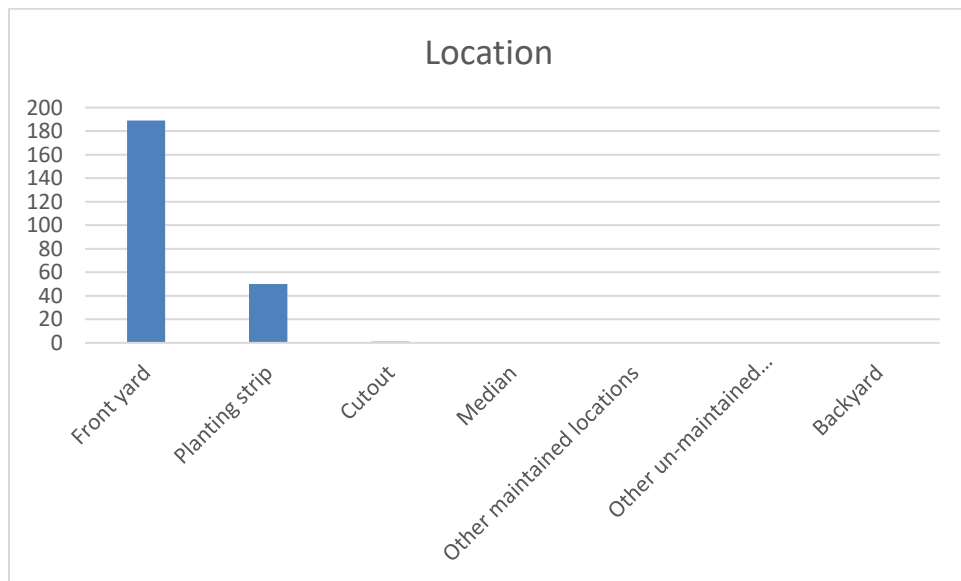 Location
200
180
160
140
120
100
80
60
40
20
0
Front yard
Planting strip
Cutout
Median
Other maintained locations
Other un-maintained...
Backyard